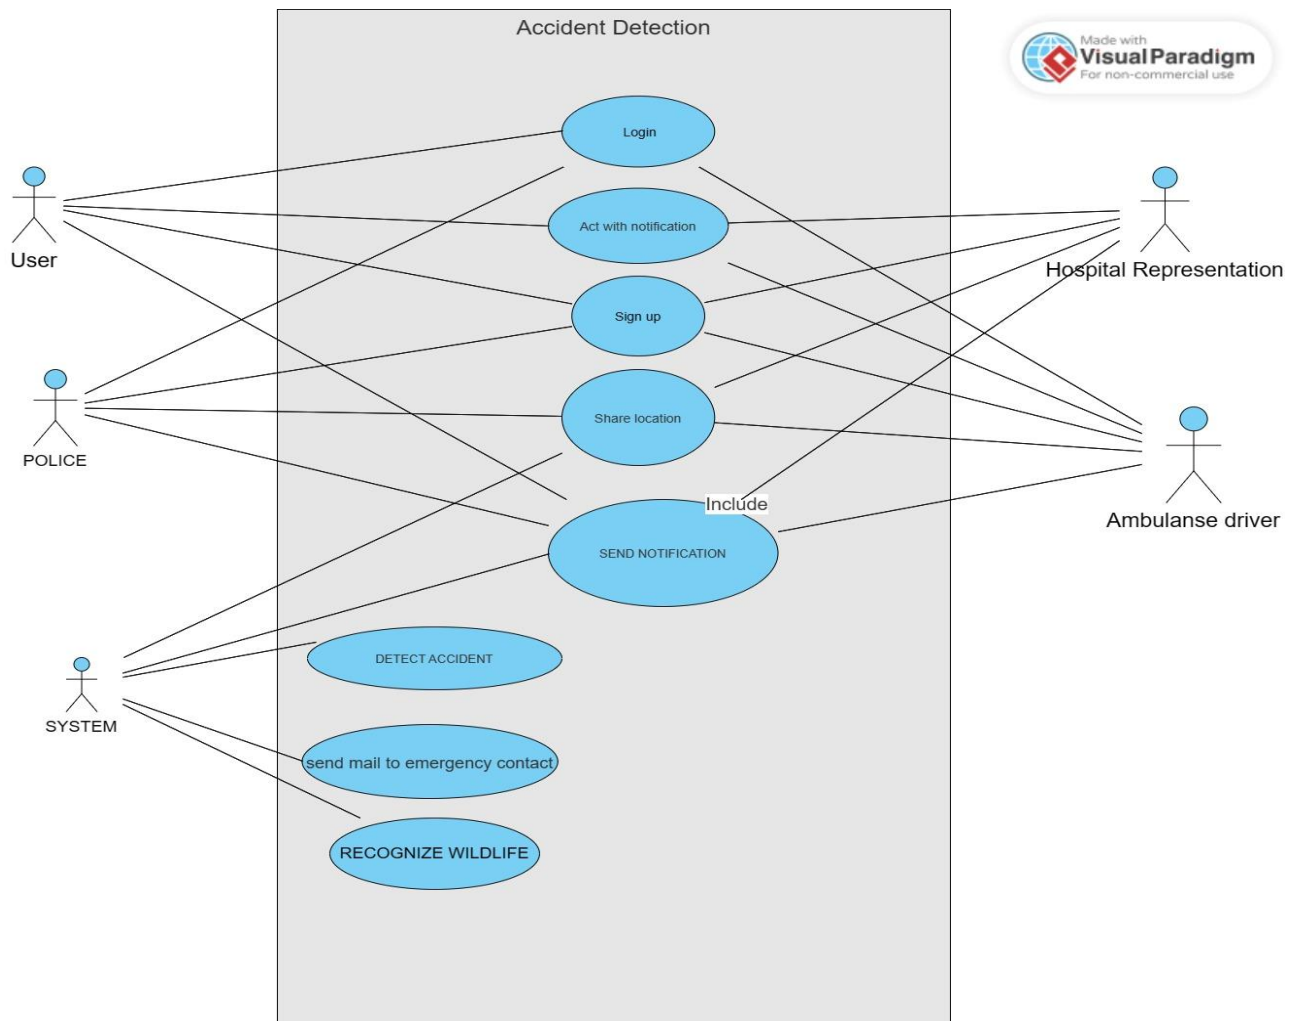 Accident Detection
Made with
Visual Paradigm
For non-commercial use
Login
User
Act with notification
Hospital Representation
Sign up
POLICE
Share location
Ambulanse driver
Include
SEND NOTIFICATION
DETECT ACCIDENT
SYSTEM
send mail to emergency contact
RECOGNIZE WILDLIFE